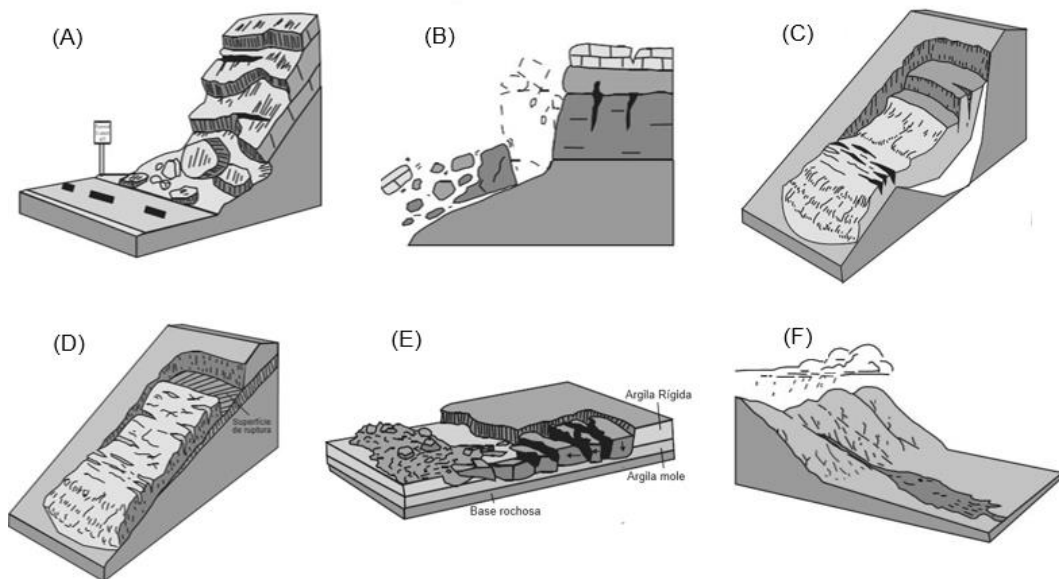 (A)
(B)
(C)
(D)
Superfície
de ruptura
(E)
Argila Rígida
Argila mole
Base rochosa
(F)